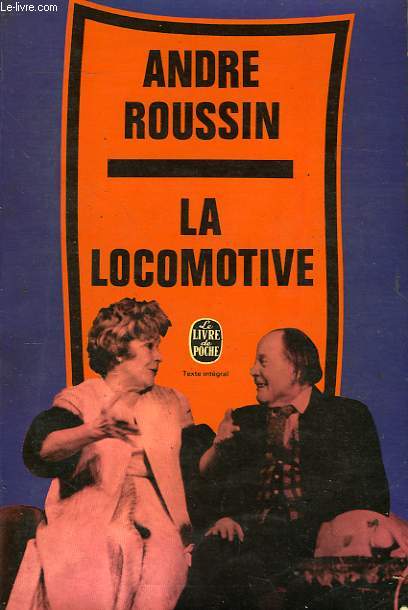 Le-livre.com
ANDRE
ROUSSIN
LA
LOCOMOTIVE
Le
LIVRE
de
POCHE
Texte intégral